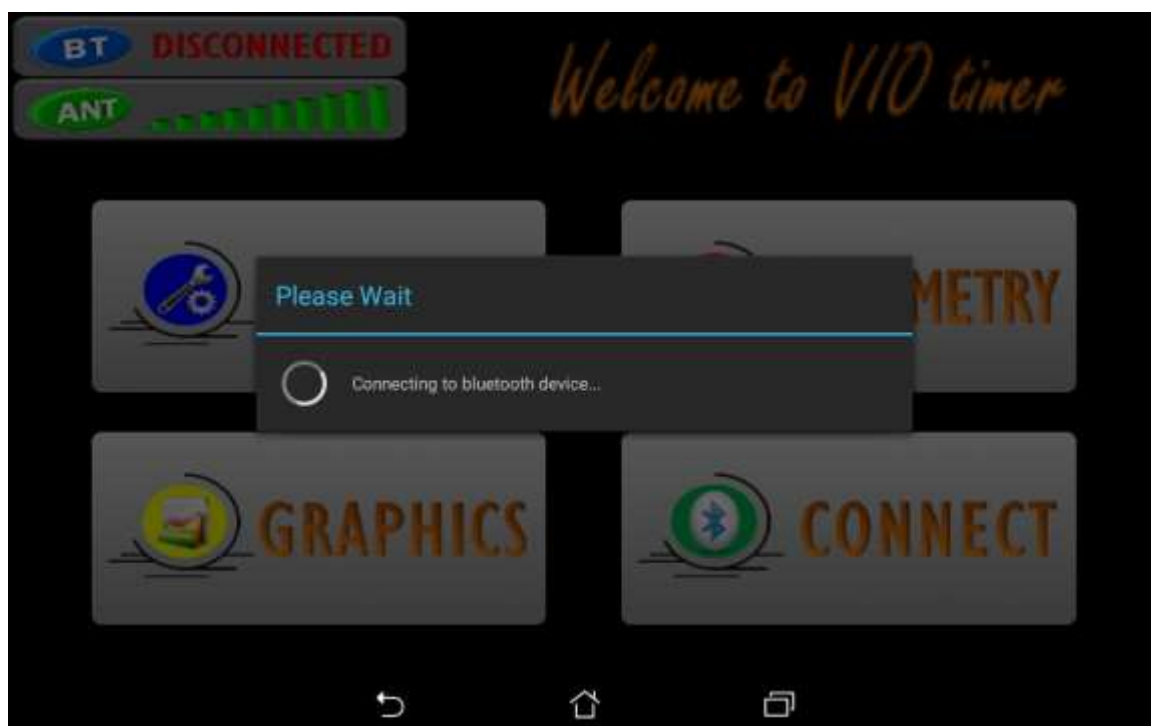 BT DISCONNECTED
ANT
Welcome to VIO timer
METRY
Please Wait
Connecting to bluetooth device...
GRAPHICS
CONNECT